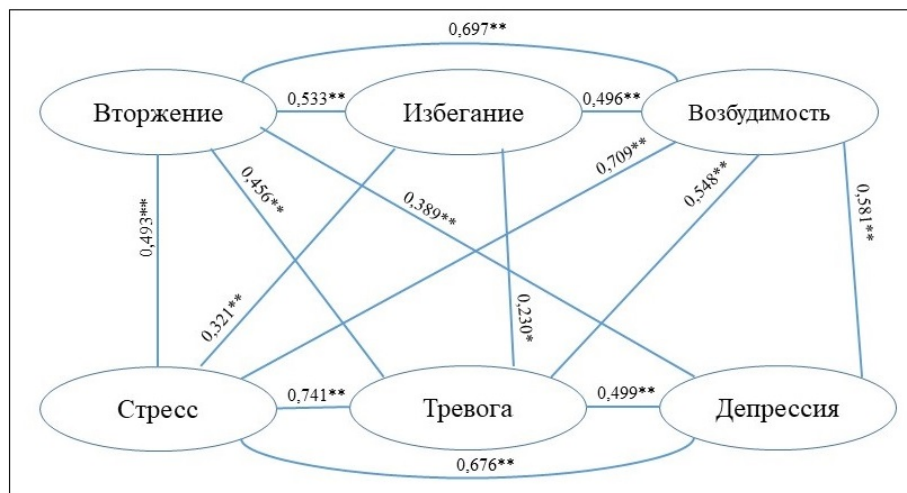 0,697**
0,533**
0,496**
Вторжение
Избегание
Возбудимость
0,709**
0,456**
0,548**
0,389**
0,581**
0,493**
0,321**
0,230*
0,741**
0,499**
Стресс
Тревога
Депрессия
0,676**